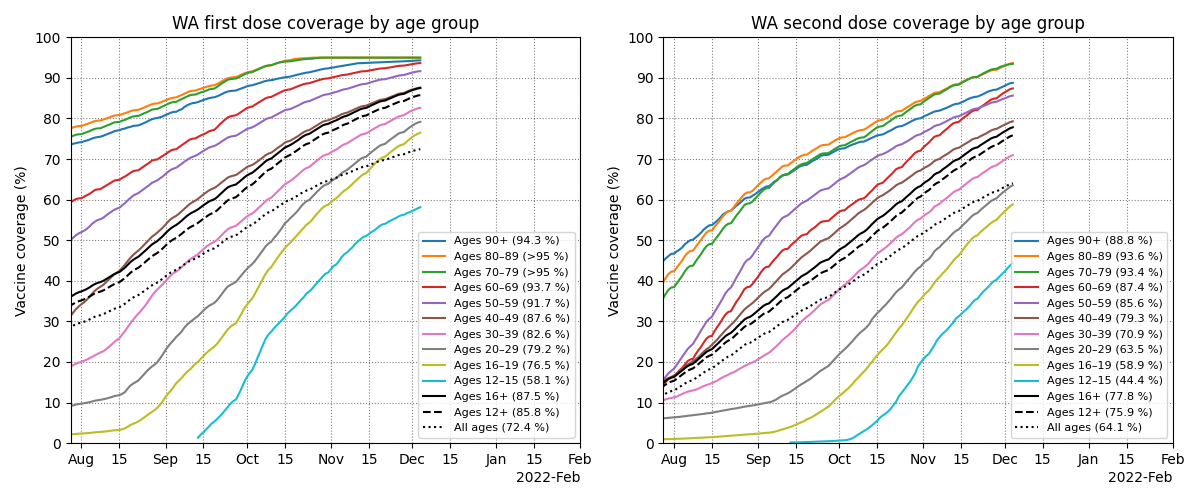 WA first dose coverage by age group
Vaccine coverage (%)
100
90
80
70
60
50
40
30
20
10
0
Aug 15 Sep 15 Oct 15 Nov 15 Dec 15 Jan 15 Feb
2022-Feb
Ages 90+ (94.3 %)
Ages 80–89 (>95 %)
Ages 70–79 (>95 %)
Ages 60–69 (93.7 %)
Ages 50–59 (91.7 %)
Ages 40–49 (87.6 %)
Ages 30–39 (82.6 %)
Ages 20–29 (79.2 %)
Ages 16–19 (76.5 %)
Ages 12–15 (58.1 %)
Ages 16+ (87.5 %)
Ages 12+ (85.8 %)
All ages (72.4 %)
WA second dose coverage by age group
Vaccine coverage (%)
100
90
80
70
60
50
40
30
20
10
0
Aug 15 Sep 15 Oct 15 Nov 15 Dec 15 Jan 15 Feb
2022-Feb
Ages 90+ (88.8 %)
Ages 80–89 (93.6 %)
Ages 70–79 (93.4 %)
Ages 60–69 (87.4 %)
Ages 50–59 (85.6 %)
Ages 40–49 (79.3 %)
Ages 30–39 (70.9 %)
Ages 20–29 (63.5 %)
Ages 16–19 (58.9 %)
Ages 12–15 (44.4 %)
Ages 16+ (77.8 %)
Ages 12+ (75.9 %)
All ages (64.1 %)